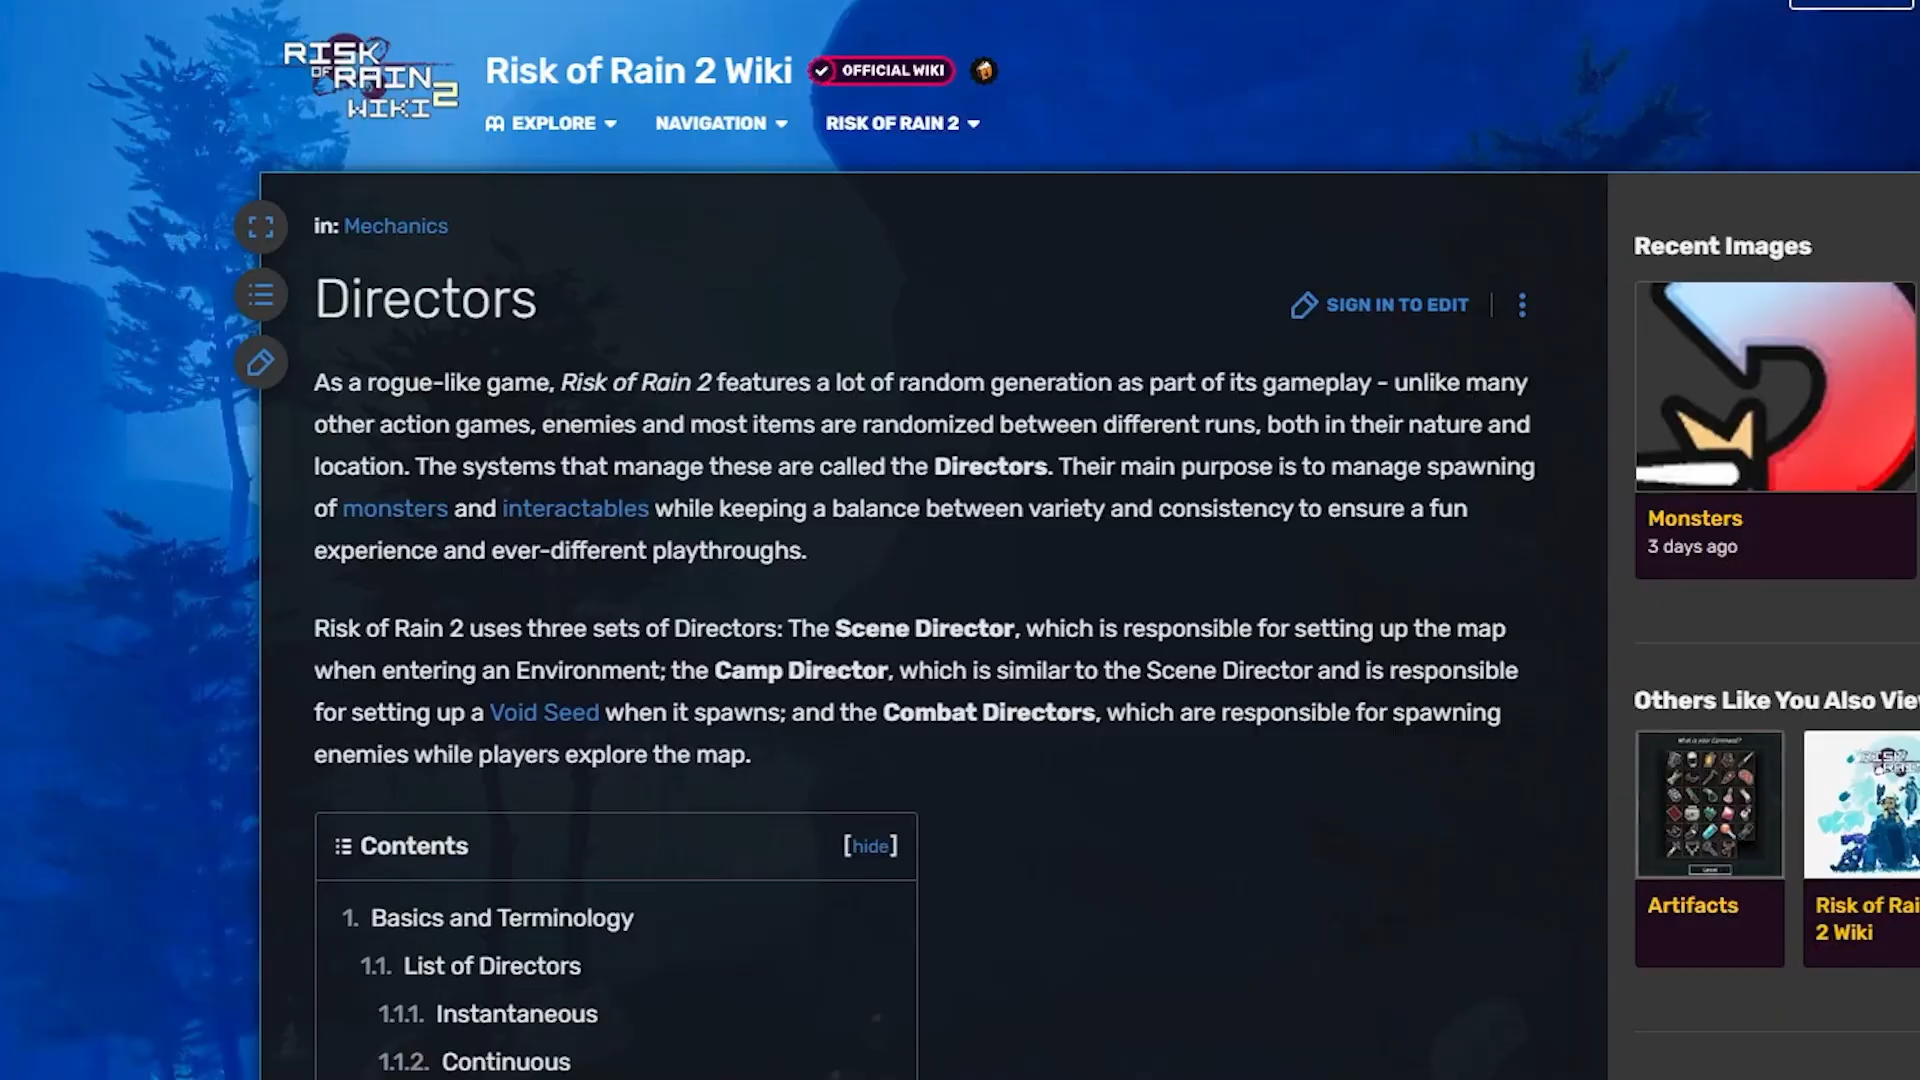 RISK
OF RAIN 2
WIKI
Risk of Rain 2 Wiki
OFFICIAL WIKI
EXPLORE
NAVIGATION
RISK OF RAIN 2
in: Mechanics
Directors
SIGN IN TO EDIT
As a rogue-like game, Risk of Rain 2 features a lot of random generation as part of its gameplay - unlike many
other action games, enemies and most items are randomized between different runs, both in their nature and
location. The systems that manage these are called the Directors. Their main purpose is to manage spawning
of monsters and interactables while keeping a balance between variety and consistency to ensure a fun
experience and ever-different playthroughs.
Risk of Rain 2 uses three sets of Directors: The Scene Director, which is responsible for setting up the map
when entering an Environment; the Camp Director, which is similar to the Scene Director and is responsible
for setting up a Void Seed when it spawns; and the Combat Directors, which are responsible for spawning
enemies while players explore the map.
Contents
[hide]
1. Basics and Terminology
1.1. List of Directors
1.1.1. Instantaneous
1.1.2. Continuous
Recent Images
Monsters
3 days ago
Others Like You Also Vie
What is your Command?
Artifacts
Risk of Rai
2 Wiki